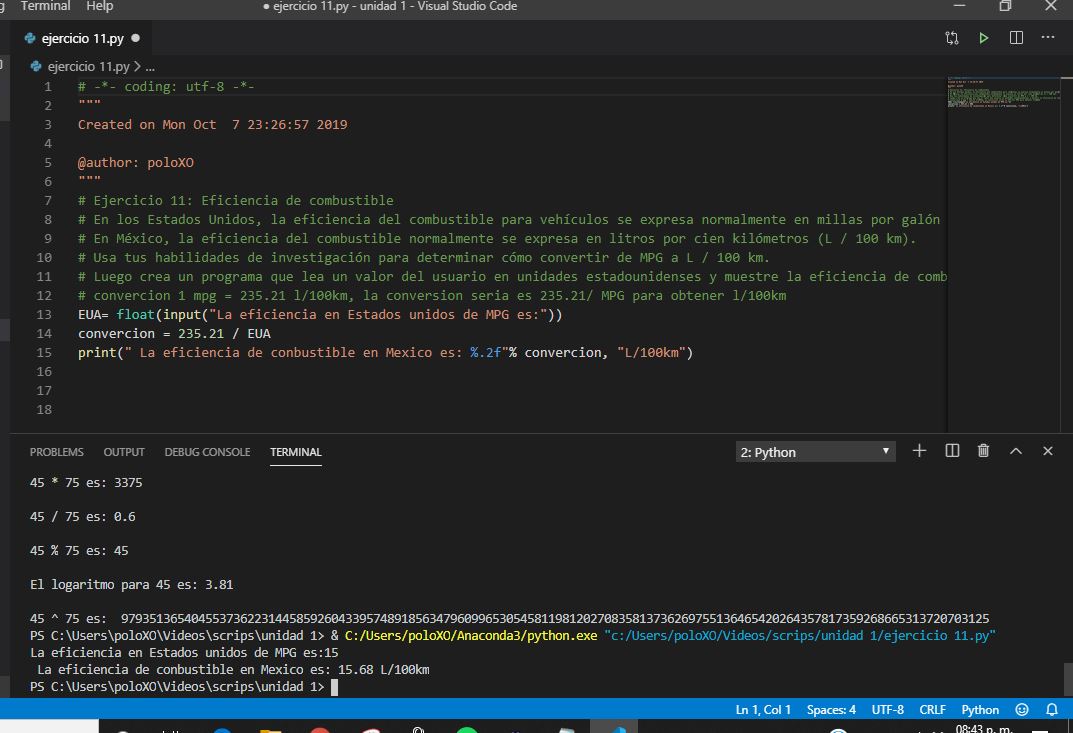 Terminal Help ● ejercicio 11.py - unidad 1 - Visual Studio Code
ejercicio 11.py ●
ejercicio 11.py > ...
1 # -*- coding: utf-8 -*-
2 """
3 Created on Mon Oct  7 23:26:57 2019
4
5 @author: poloXO
6 """
7 # Ejercicio 11: Eficiencia de combustible
8 # En los Estados Unidos, la eficiencia del combustible para vehículos se expresa normalmente en millas por galón
9 # En México, la eficiencia del combustible normalmente se expresa en litros por cien kilómetros (L / 100 km).
10 # Usa tus habilidades de investigación para determinar cómo convertir de MPG a L / 100 km.
11 # Luego crea un programa que lea un valor del usuario en unidades estadounidenses y muestre la eficiencia de comb
12 # convercion 1 mpg = 235.21 l/100km, la conversion seria es 235.21/ MPG para obtener l/100km
13 EUA= float(input("La eficiencia en Estados unidos de MPG es:"))
14 convercion = 235.21 / EUA
15 print(" La eficiencia de conbustible en Mexico es: %.2f"% convercion, "L/100km")
16
17
18
PROBLEMS OUTPUT DEBUG CONSOLE TERMINAL 2: Python
45 * 75 es: 3375
45 / 75 es: 0.6
45 % 75 es: 45
El logaritmo para 45 es: 3.81
45 ^ 75 es:  9793513654045537362231445859260433957489185634796099653054581198120270835813736269755136465420264357817359268665313720703125
PS C:\Users\poloXO\Videos\scrips\unidad 1> & C:/Users/poloXO/Anaconda3/python.exe "c:/Users/poloXO/Videos/scrips/unidad 1/ejercicio 11.py"
La eficiencia en Estados unidos de MPG es:15
 La eficiencia de conbustible en Mexico es: 15.68 L/100km
PS C:\Users\poloXO\Videos\scrips\unidad 1>
Ln 1, Col 1 Spaces: 4 UTF-8 CRLF Python
08:43 p. m.